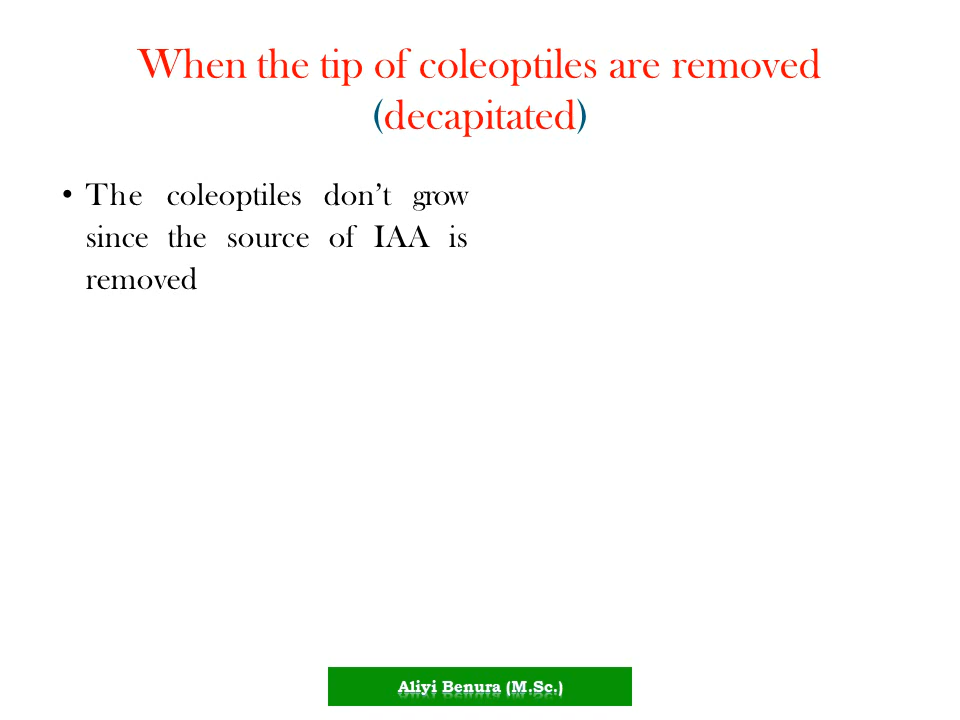 When the tip of coleoptiles are removed
(decapitated)
• The coleoptiles don’t grow
since the source of IAA is
removed
Aliyi Benura (M.Sc.)